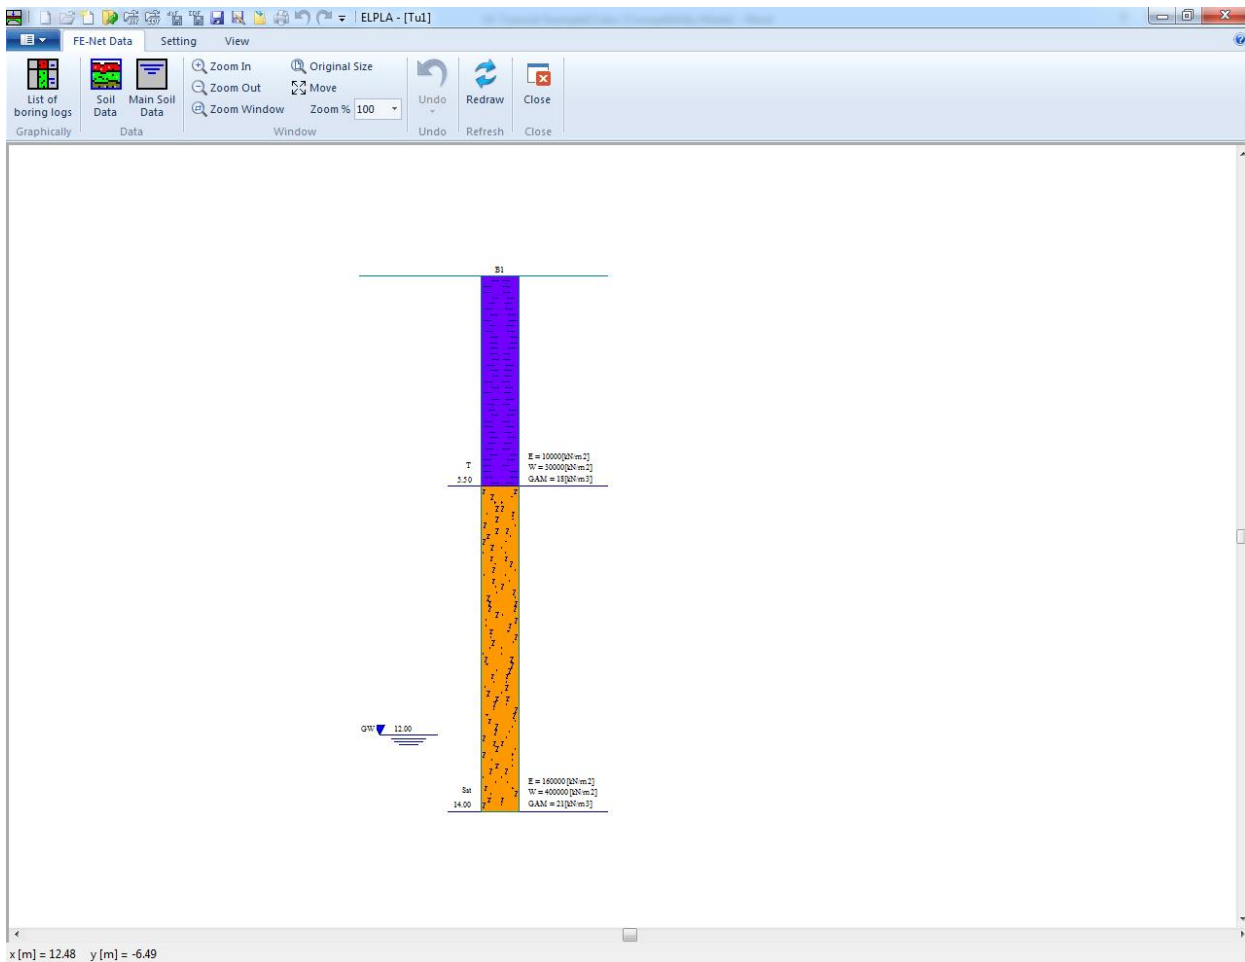 ELPLA - [Tu1]
FE-Net Data Setting View
List of boring logs
Soil Data
Main Soil Data
Zoom In
Zoom Out
Zoom Window
Original Size
Move
Zoom % 100
Undo
Redraw
Close
Graphically Data Window Undo Refresh Close
B1
E = 10000[kN/m2]
T
W = 30000[kN/m2]
5.50
GAM = 18[kN/m3]
GW 12.00
E = 160000[kN/m2]
W = 400000[kN/m2]
14.00
GAM = 21[kN/m3]
x [m] = 12.48 y [m] = -6.49